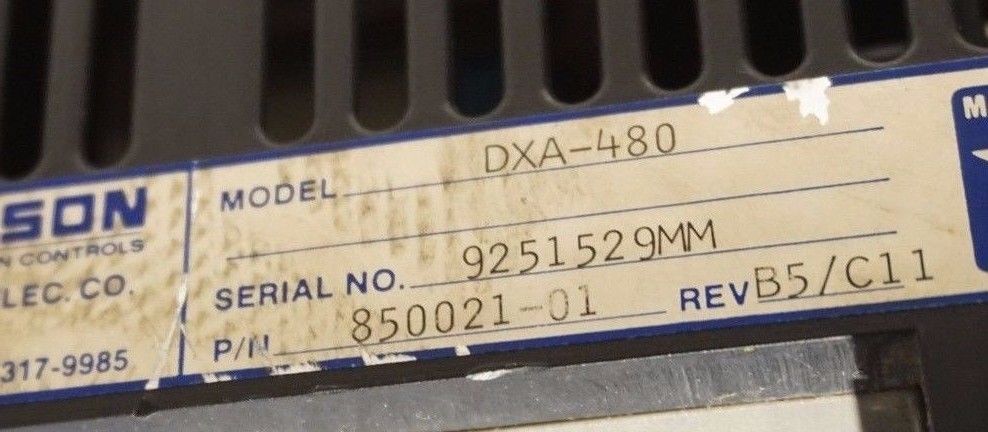 SON
N CONTROLS
LEC. CO.
317-9985
MODEL DXA-480
SERIAL NO. 9251529MM
P/N 850021-01 REV B5/C11
M